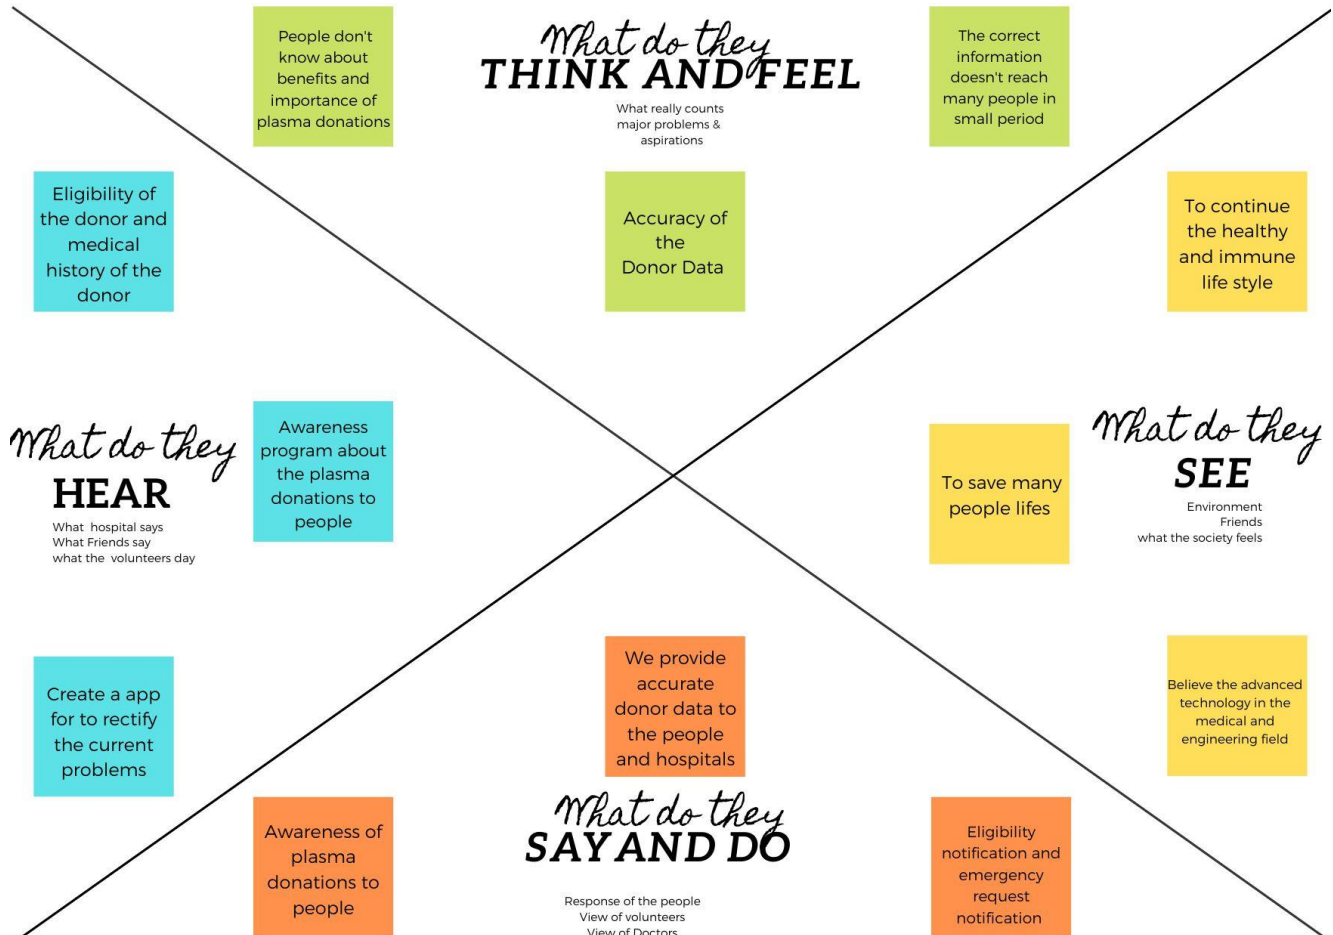 People don't
know about
benefits and
importance of
plasma donations
What do they
THINK AND FEEL
What really counts
major problems &
aspirations
The correct
information
doesn't reach
many people in
small period
Eligibility of
the donor and
medical
history of the
donor
Accuracy of
the
Donor Data
To continue
the healthy
and immune
life style
What do they
HEAR
What hospital says
What Friends say
what the volunteers day
Awareness
program about
the plasma
donations to
people
To save many
people lifes
What do they
SEE
Environment
Friends
what the society feels
Create a app
for to rectify
the current
problems
We provide
accurate
donor data to
the people
and hospitals
Believe the advanced
technology in the
medical and
engineering field
Awareness of
plasma
donations to
people
What do they
SAY AND DO
Response of the people
View of volunteers
View of Doctors
Eligibility
notification and
emergency
request
notification